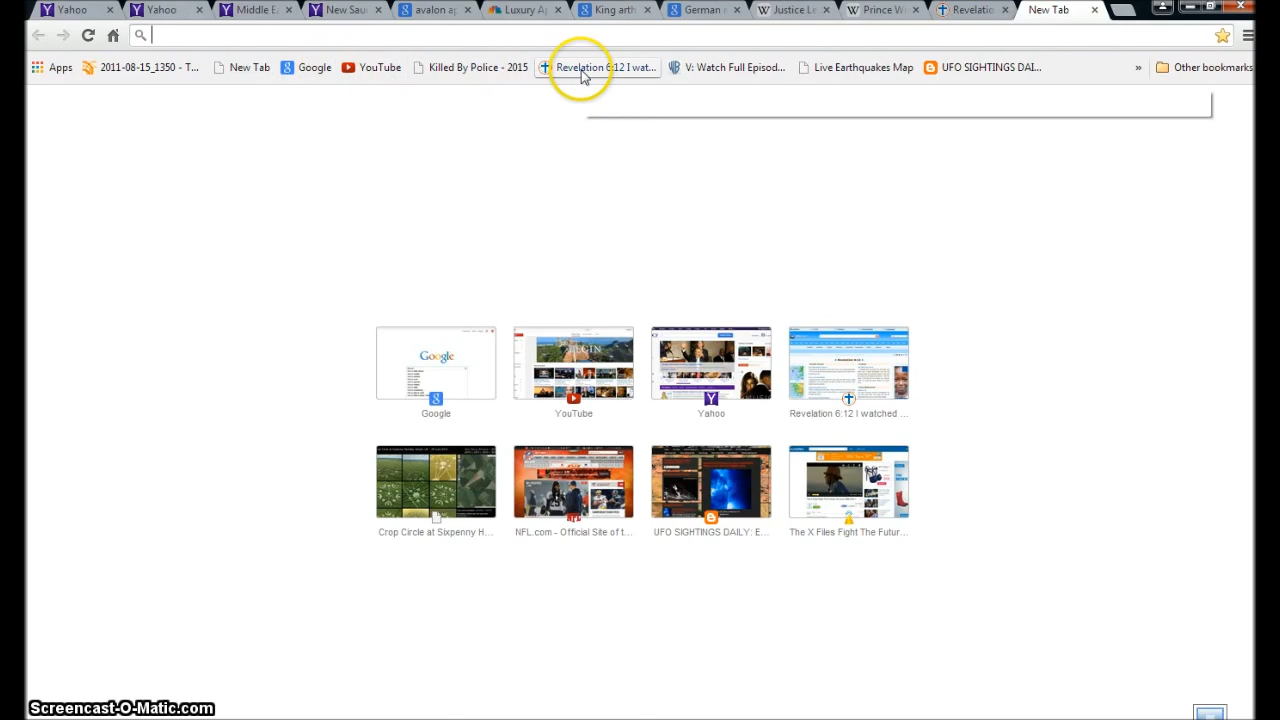 Yahoo
Yahoo
Middle Ea
New Sau
avalon ap
Luxury Ap
King arth
German n
Justice Le
Prince W
Revelatio
New Tab
Apps
2011-08-15_1350 - T...
New Tab
Google
YouTube
Killed By Police - 2015
Revelation 6:12 I wat...
V: Watch Full Episod...
Live Earthquakes Map
UFO SIGHTINGS DAI...
»
Other bookmarks
Google
Google
YouTube
Yahoo
Revelation 6:12 I watched ...
Crop Circle at Sixpenny H...
NFL.com - Official Site of t...
UFO SIGHTINGS DAILY: E...
The X Files Fight The Futur...
Screencast-O-Matic.com